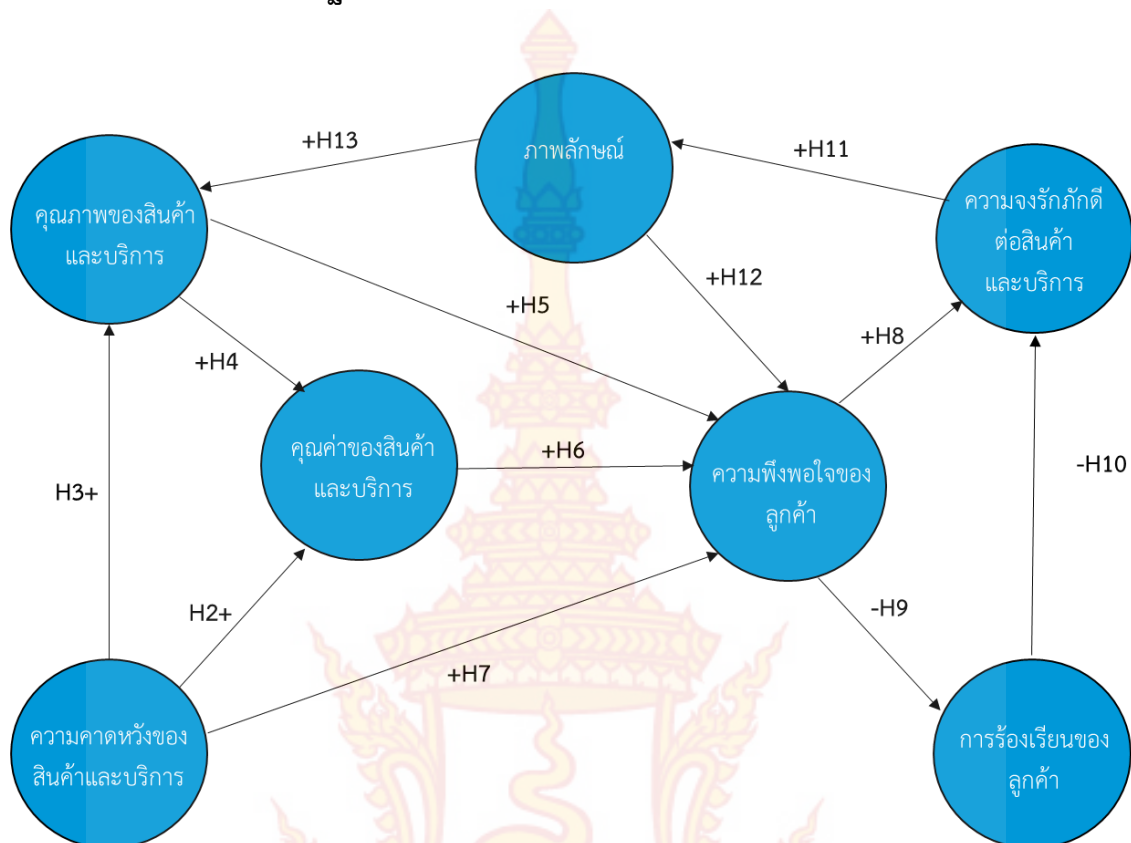 +H13
ภาพลักษณ์
+H11
คุณภาพของสินค้า
และบริการ
ความจงรักภักดี
ต่อสินค้า
และบริการ
+H12
+H5
+H8
+H4
คุณค่าของสินค้า
และบริการ
+H6
ความพึงพอใจของ
ลูกค้า
-H10
H3+
H2+
-H9
+H7
ความคาดหวังของ
สินค้าและบริการ
การร้องเรียนของ
ลูกค้า